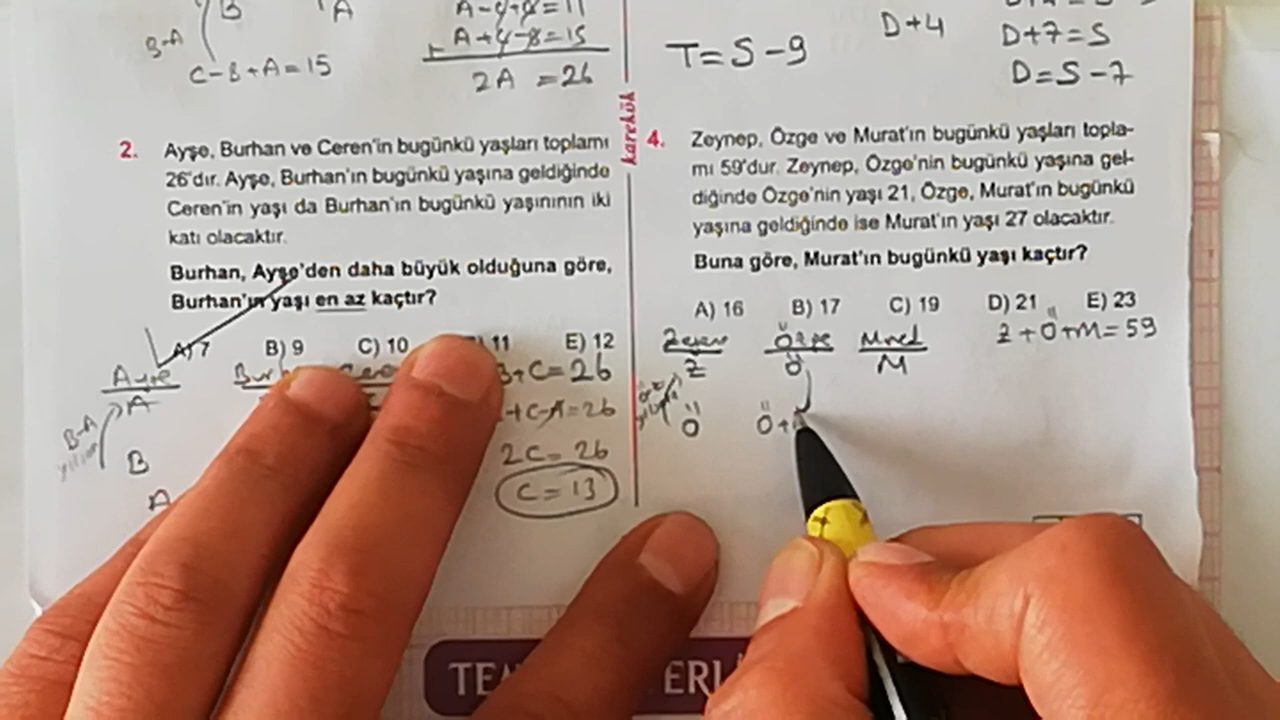 B
A
B-A
C-B+A=15
A+y-8=15
2A = 26
T=S-9
D+4
D+7=S
D=S-7
karekök
2. Ayşe, Burhan ve Ceren'in bugünkü yaşları toplamı
26'dır. Ayşe, Burhan'ın bugünkü yaşına geldiğinde
Ceren'in yaşı da Burhan'ın bugünkü yaşınının iki
katı olacaktır.
Burhan, Ayşe'den daha büyük olduğuna göre,
Burhan'ın yaşı en az kaçtır?
A) 7 B) 9 C) 10 11 E) 12
Ayşe
A
B-A
B
A
+C=26
+C-A=26
2C=26
C=13
4. Zeynep, Özge ve Murat'ın bugünkü yaşları topla-
mı 59'dur. Zeynep, Özge'nin bugünkü yaşına gel-
diğinde Özge'nin yaşı 21, Özge, Murat'ın bugünkü
yaşına geldiğinde ise Murat'ın yaşı 27 olacaktır.
Buna göre, Murat'ın bugünkü yaşı kaçtır?
A) 16 B) 17 C) 19 D) 21 E) 23
Z+Ö+M=59
Z Ö M
Ö Ö+